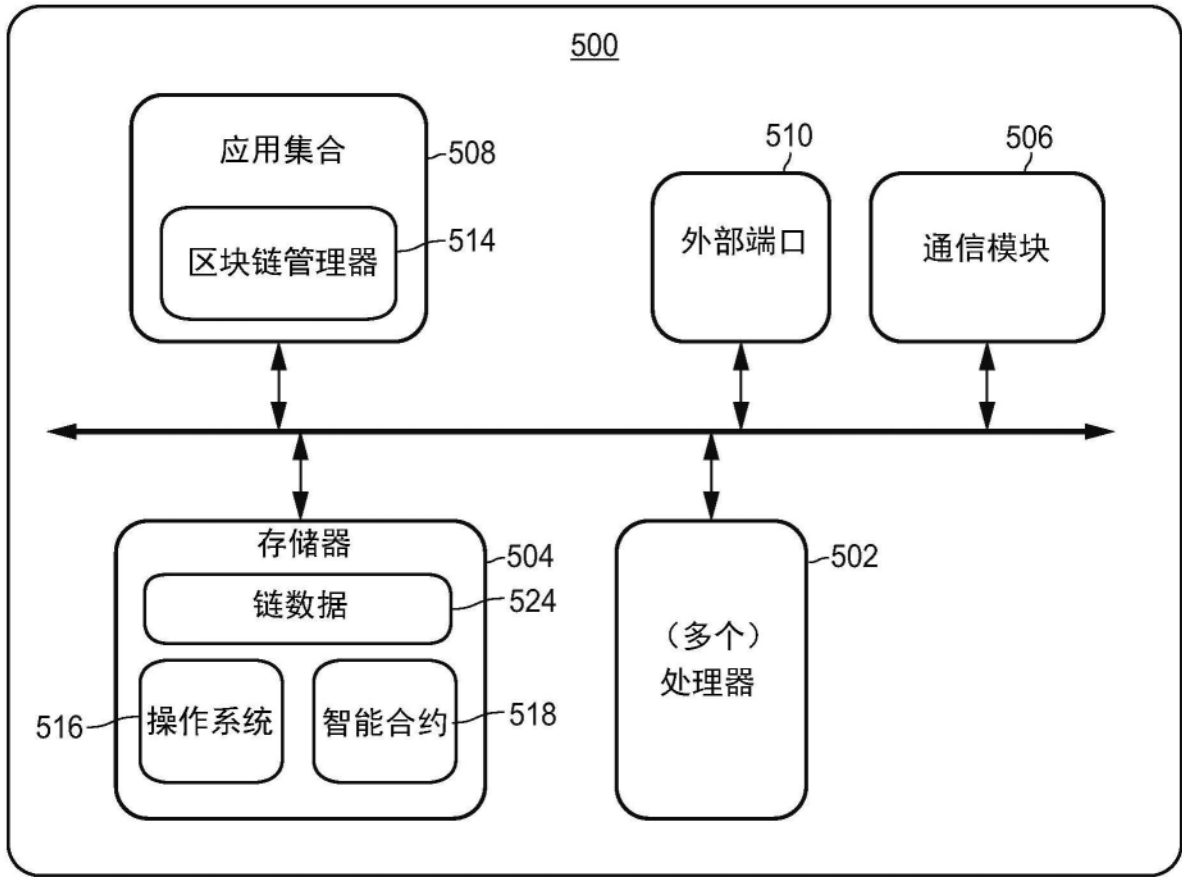 500
应用集合
508
区块链管理器
514
510
外部端口
506
通信模块
存储器
504
链数据
524
516
操作系统
智能合约
518
502
（多个）
处理器